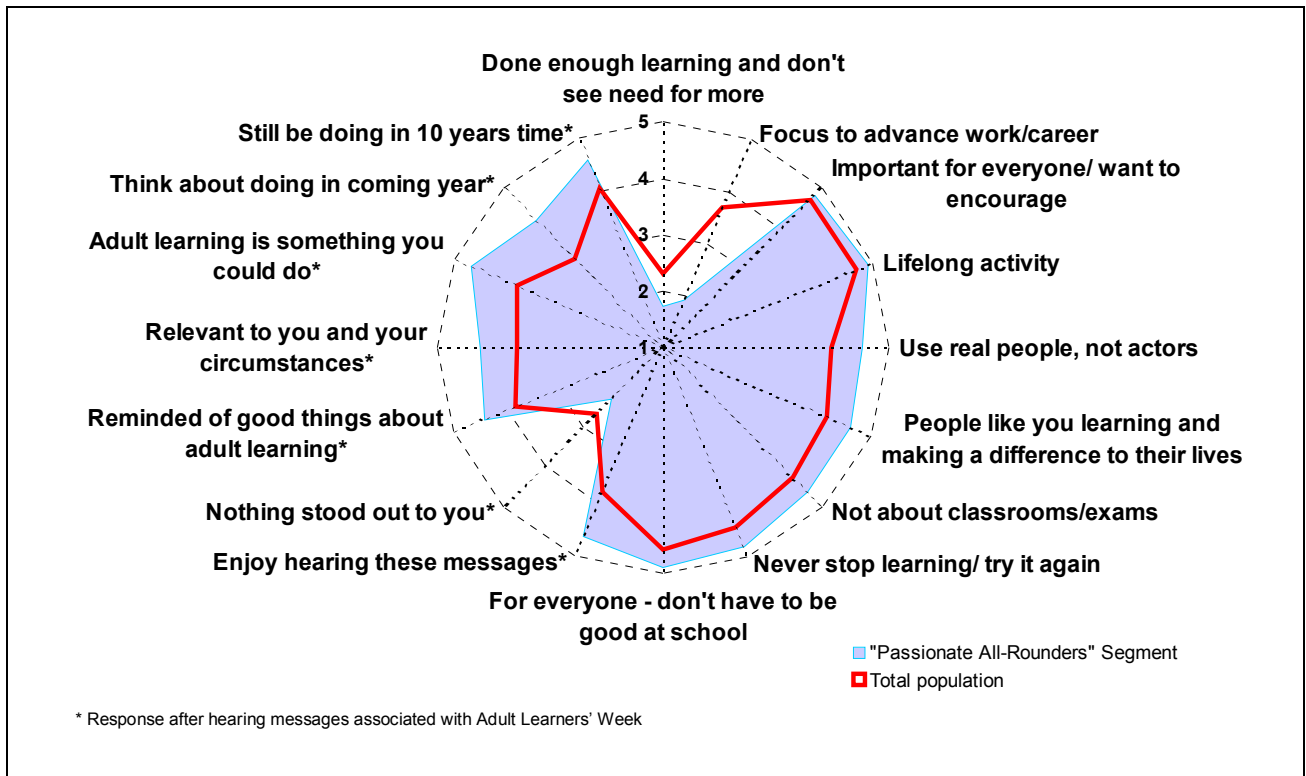 Done enough learning and don't
see need for more
Focus to advance work/career
Important for everyone/ want to
encourage
Lifelong activity
Use real people, not actors
People like you learning and
making a difference to their lives
Not about classrooms/exams
Never stop learning/ try it again
For everyone - don't have to be
good at school
Enjoy hearing these messages*
Nothing stood out to you*
Reminded of good things about
adult learning*
Relevant to you and your
circumstances*
Adult learning is something you
could do*
Think about doing in coming year*
Still be doing in 10 years time*
5
4
3
2
1
"Passionate All-Rounders" Segment
Total population
* Response after hearing messages associated with Adult Learners’ Week